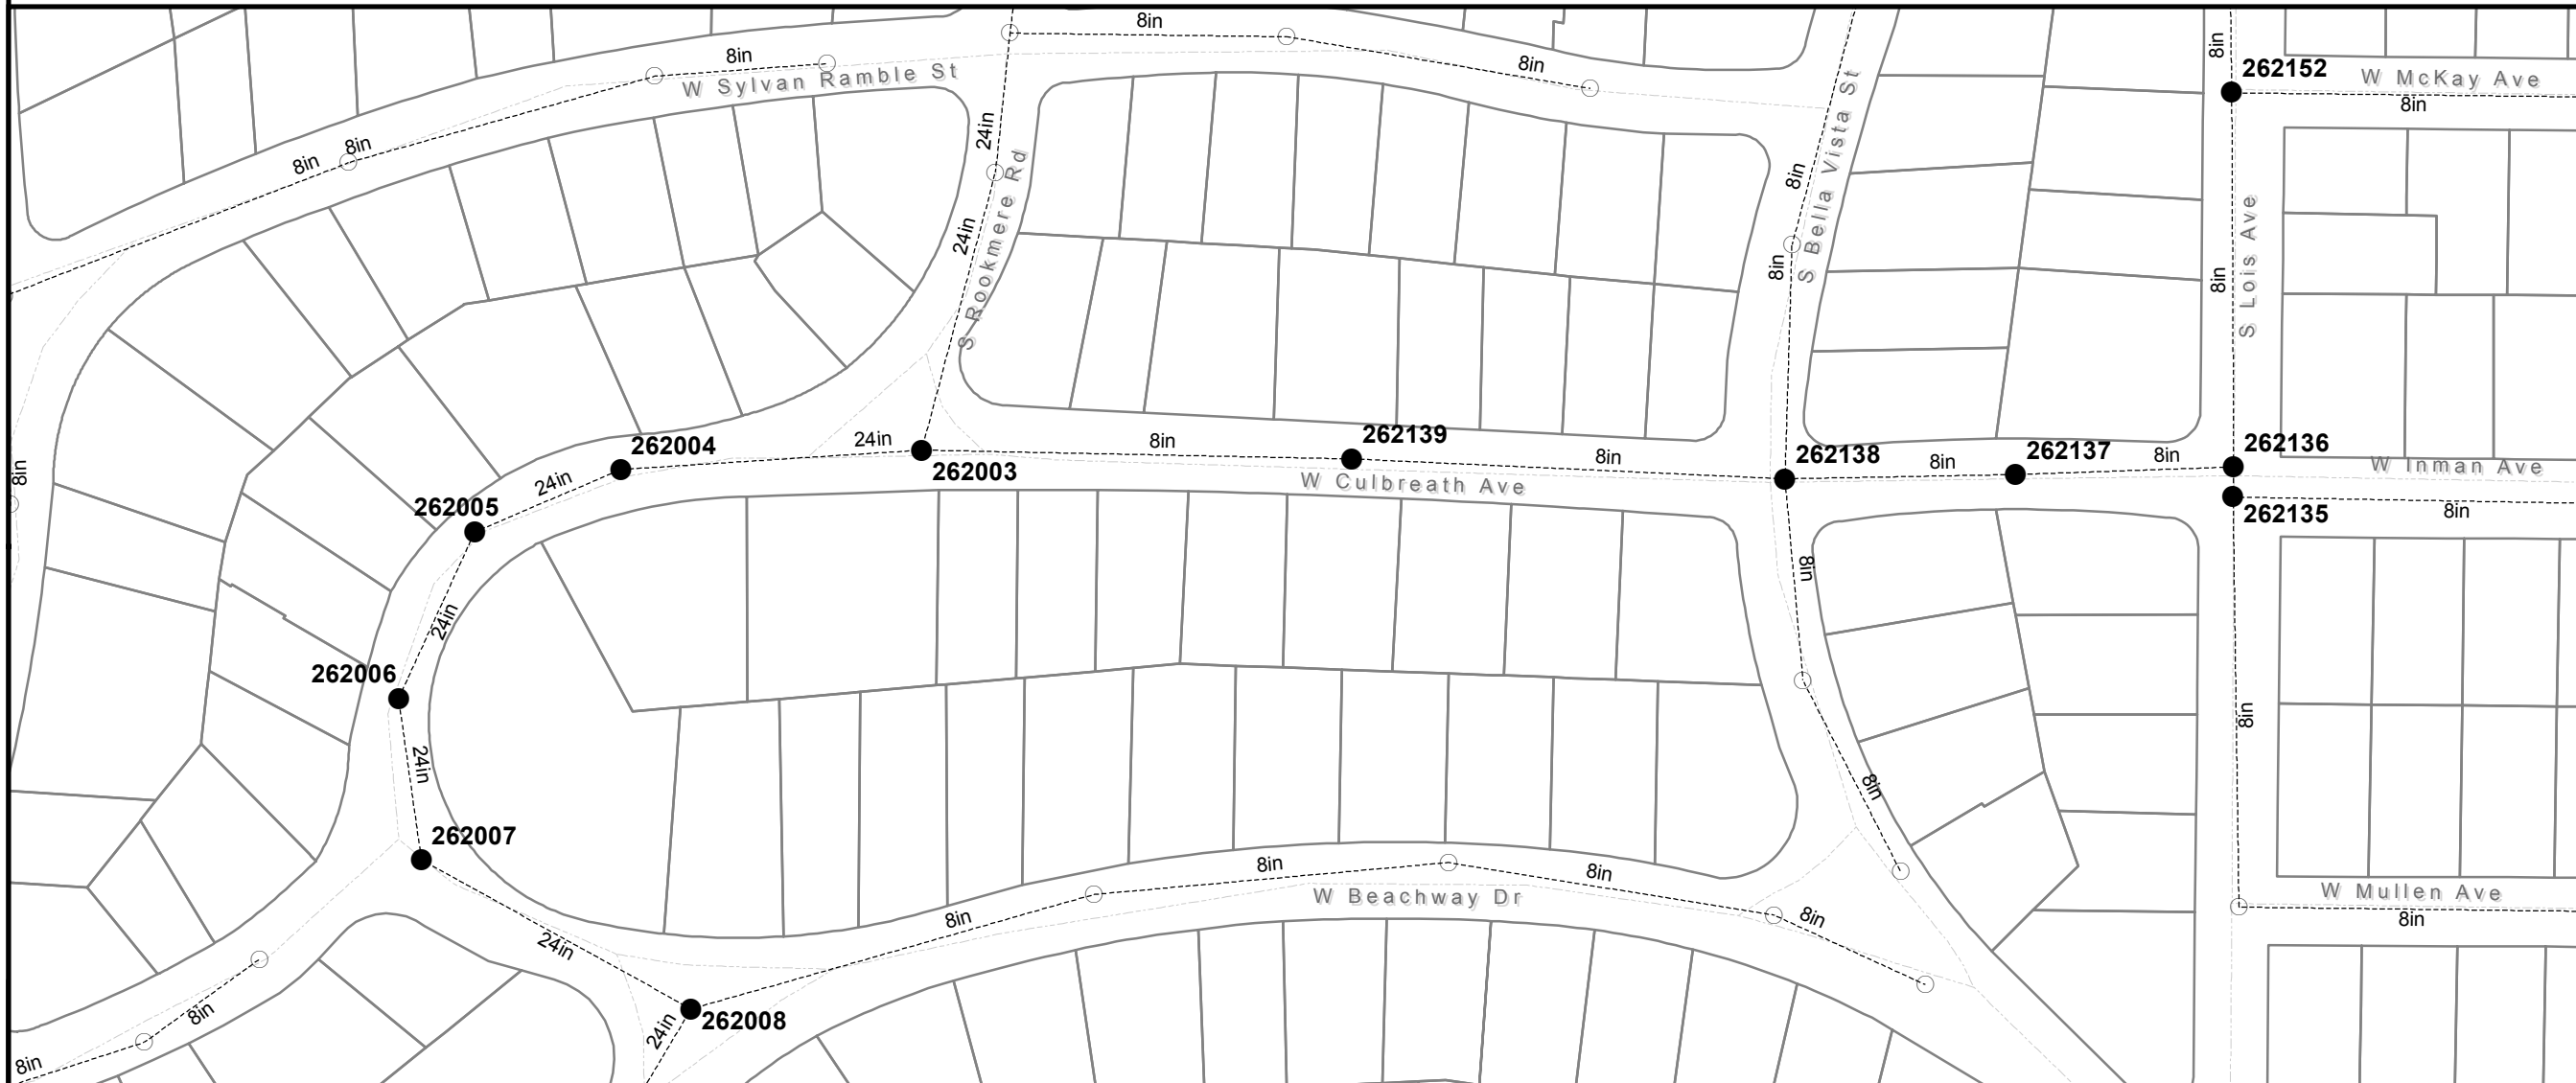 8in
8in
8in
8in
W Sylvan Ramble St
8in
262152
W McKay Ave
8in
8in
8in
24in
S Rookmere Rd
24in
8in
S Bella Vista St
8in
S Lois Ave
8in
262004
24in
262003
8in
262139
8in
W Culbreath Ave
262138
8in
262137
8in
262136
W Inman Ave
262135
8in
8in
24in
262005
24in
8in
262006
24in
8in
8in
262007
24in
8in
8in
8in
W Beachway Dr
8in
W Mullen Ave
8in
262008
24in
8in
8in